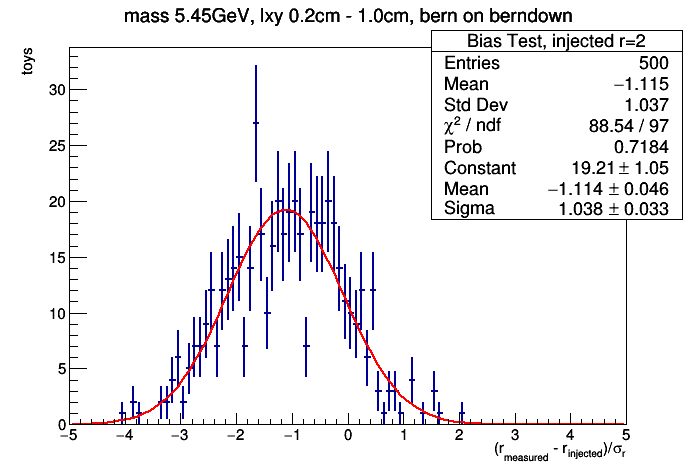 mass 5.45GeV, lxy 0.2cm - 1.0cm, bern on berndown
toys
Bias Test, injected r=2
Entries 500
Mean −1.115
Std Dev 1.037
χ² / ndf 88.54 / 97
Prob 0.7184
Constant 19.21 ± 1.05
Mean −1.114 ± 0.046
Sigma 1.038 ± 0.033
30
25
20
15
10
5
0
−5 −4 −3 −2 −1 0 1 2 3 4 5
(r_measured - r_injected)/σ_r